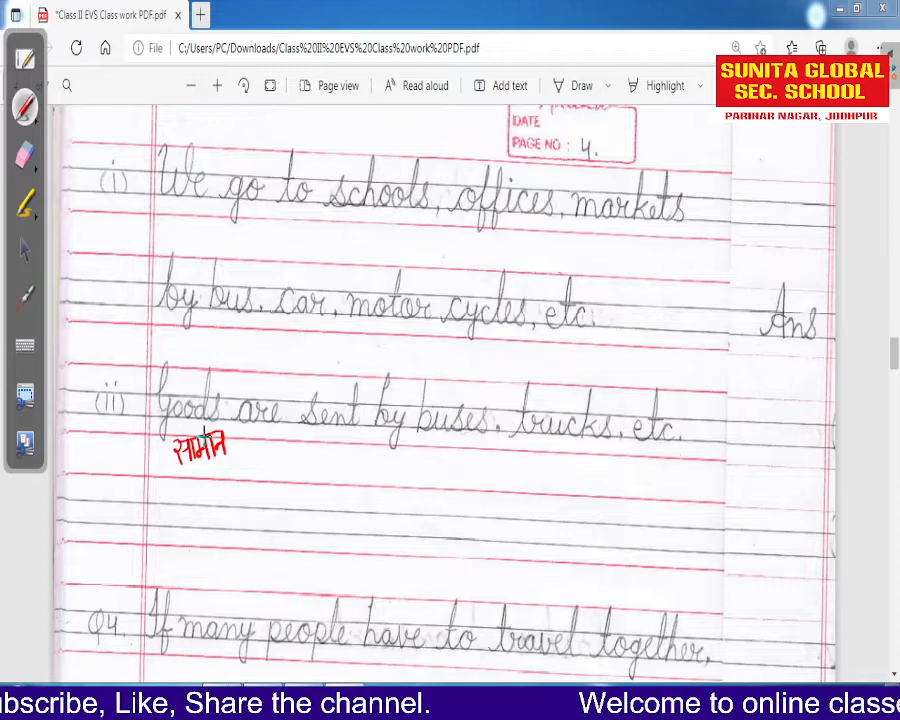 *Class II EVS Class work PDF.pdf
File C:/Users/PC/Downloads/Class%20II%20EVS%20Class%20work%20PDF.pdf
Page view Read aloud Add text Draw Highlight
SUNITA GLOBAL
SEC. SCHOOL
PARIHAR NAGAR, JODHPUR
DATE
PAGE NO : 4.
(i) We go to schools, offices, markets
by bus. car, motor cycles, etc.
Ans
(ii) Goods are sent by buses. trucks. etc.
सामान
Q4. If many people have to travel together,
ubscribe, Like, Share the channel. Welcome to online classe